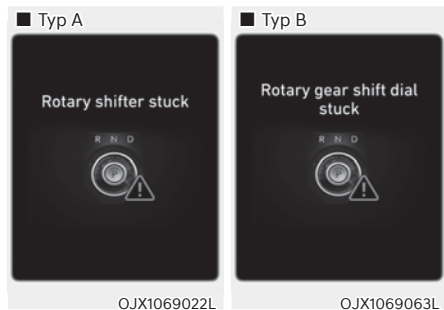 ■ Typ A
Rotary shifter stuck
R N D
P
OJX1069022L
■ Typ B
Rotary gear shift dial
stuck
R N D
P
OJX1069063L